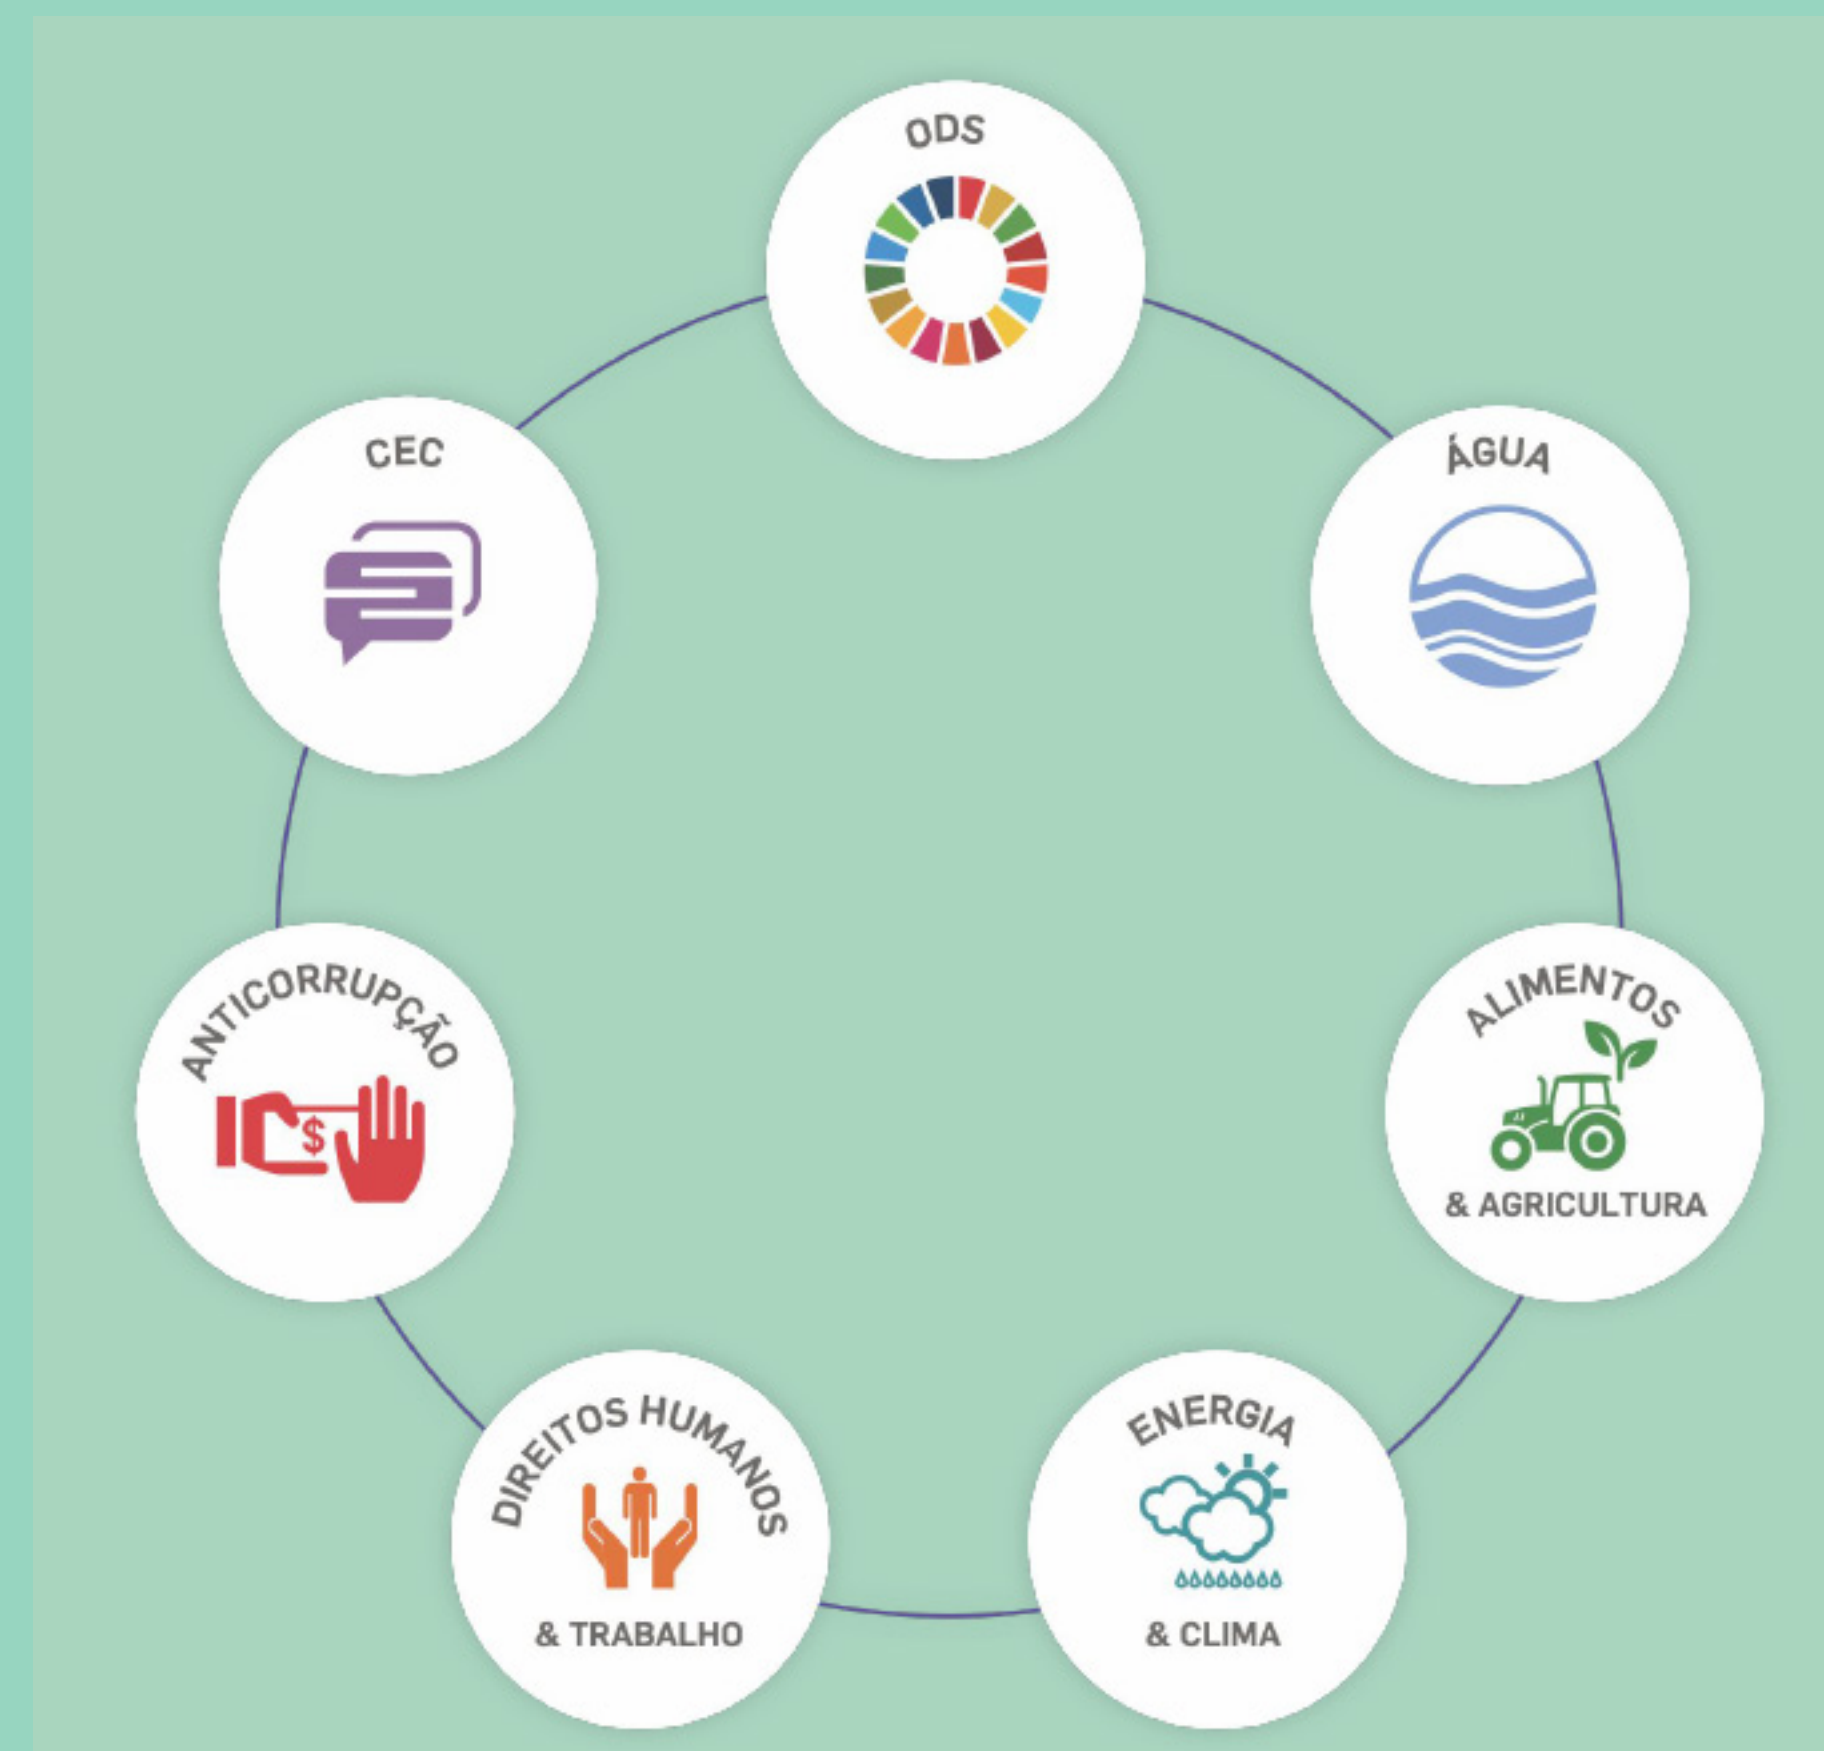 ODS
ÁGUA
ALIMENTOS
& AGRICULTURA
ENERGIA
& CLIMA
DIREITOS HUMANOS
& TRABALHO
ANTICORRUPÇÃO
$
CEC